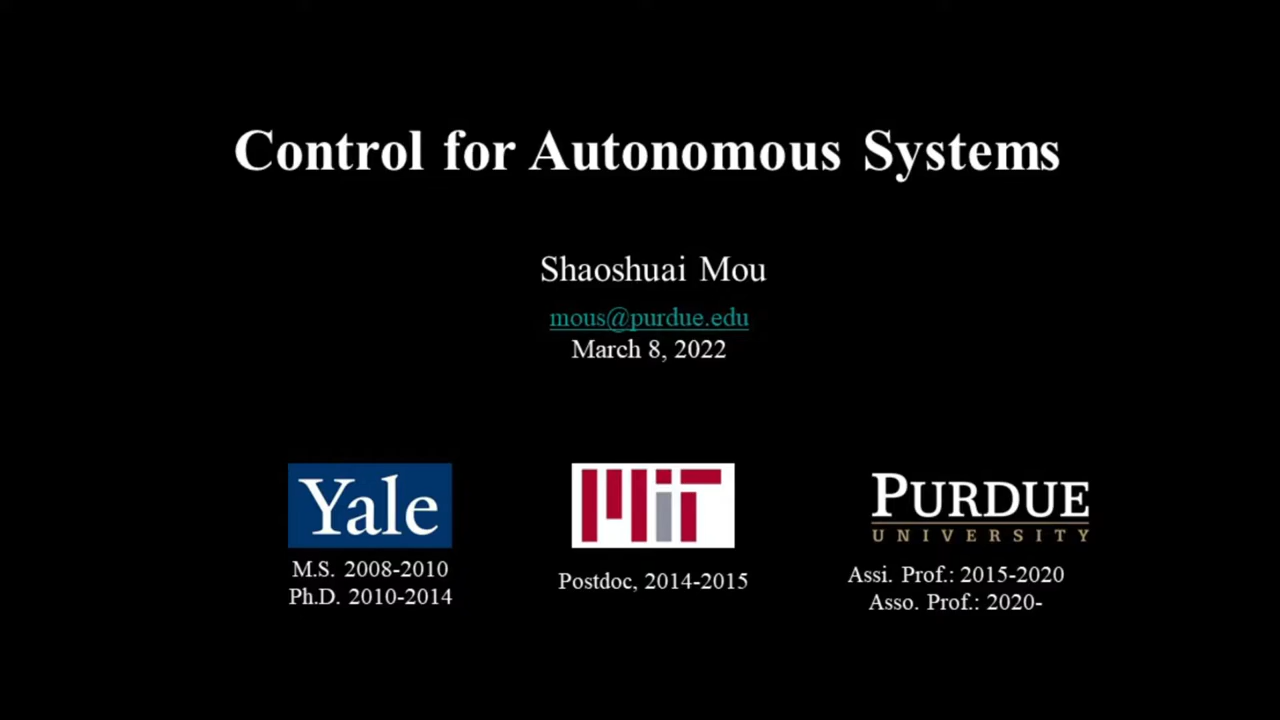 Control for Autonomous Systems
Shaoshuai Mou
mous@purdue.edu
March 8, 2022
Yale
M.S. 2008-2010
Ph.D. 2010-2014
MIT
Postdoc, 2014-2015
PURDUE
UNIVERSITY
Assi. Prof.: 2015-2020
Asso. Prof.: 2020-